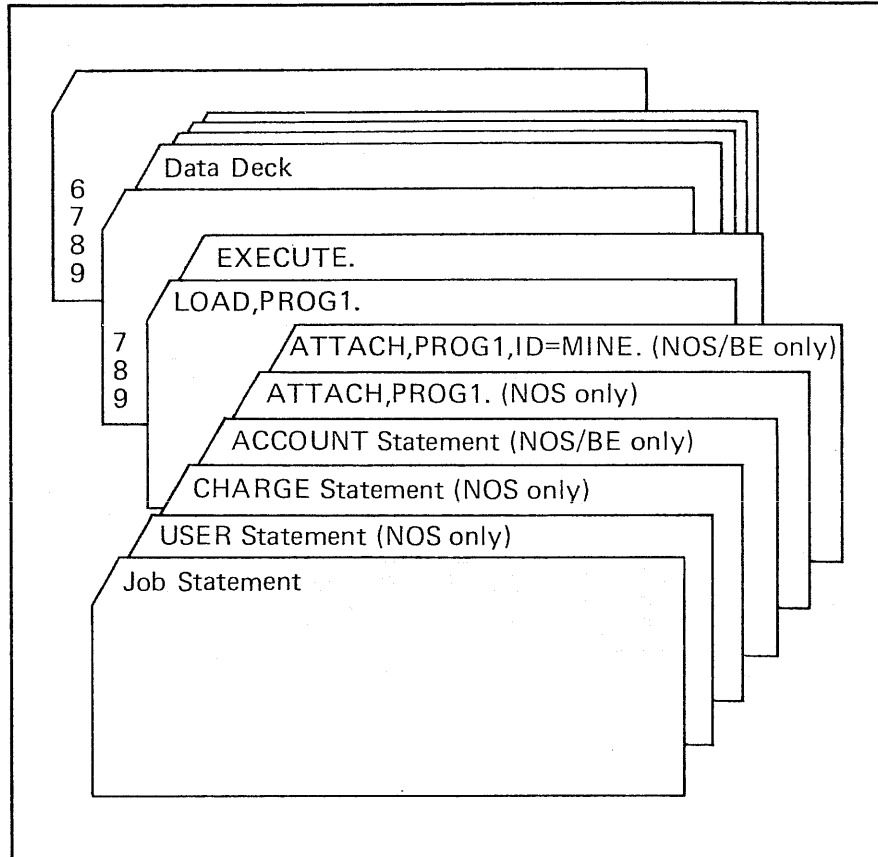 Data Deck
6
7
8
9
EXECUTE.
LOAD,PROG1.
7
8
9
ATTACH,PROG1,ID=MINE. (NOS/BE only)
ATTACH,PROG1. (NOS only)
ACCOUNT Statement (NOS/BE only)
CHARGE Statement (NOS only)
USER Statement (NOS only)
Job Statement